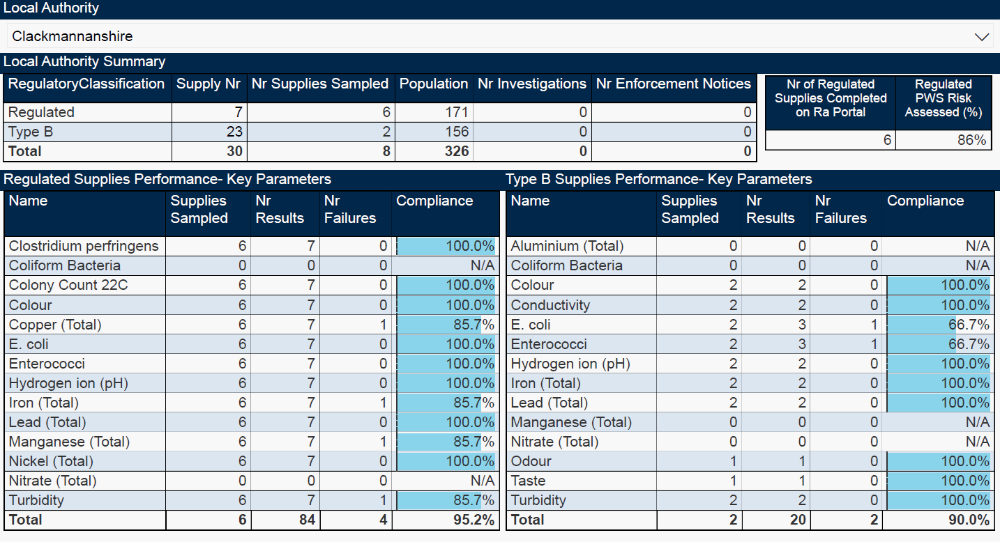 Local Authority
Clackmannanshire
Local Authority Summary
RegulatoryClassification Supply Nr Nr Supplies Sampled Population Nr Investigations Nr Enforcement Notices
Regulated 7 6 171 0 0
Type B 23 2 156 0 0
Total 30 8 326 0 0
Nr of Regulated Supplies Completed on Ra Portal Regulated PWS Risk Assessed (%)
6 86%
Regulated Supplies Performance- Key Parameters
Name Supplies Sampled Nr Results Nr Failures Compliance
Clostridium perfringens 6 7 0 100.0%
Coliform Bacteria 0 0 0 N/A
Colony Count 22C 6 7 0 100.0%
Colour 6 7 0 100.0%
Copper (Total) 6 7 1 85.7%
E. coli 6 7 0 100.0%
Enterococci 6 7 0 100.0%
Hydrogen ion (pH) 6 7 0 100.0%
Iron (Total) 6 7 1 85.7%
Lead (Total) 6 7 0 100.0%
Manganese (Total) 6 7 1 85.7%
Nickel (Total) 6 7 0 100.0%
Nitrate (Total) 0 0 0 N/A
Turbidity 6 7 1 85.7%
Total 6 84 4 95.2%
Type B Supplies Performance- Key Parameters
Name Supplies Sampled Nr Results Nr Failures Compliance
Aluminium (Total) 0 0 0 N/A
Coliform Bacteria 0 0 0 N/A
Colour 2 2 0 100.0%
Conductivity 2 2 0 100.0%
E. coli 2 3 1 66.7%
Enterococci 2 3 1 66.7%
Hydrogen ion (pH) 2 2 0 100.0%
Iron (Total) 2 2 0 100.0%
Lead (Total) 2 2 0 100.0%
Manganese (Total) 0 0 0 N/A
Nitrate (Total) 0 0 0 N/A
Odour 1 1 0 100.0%
Taste 1 1 0 100.0%
Turbidity 2 2 0 100.0%
Total 2 20 2 90.0%